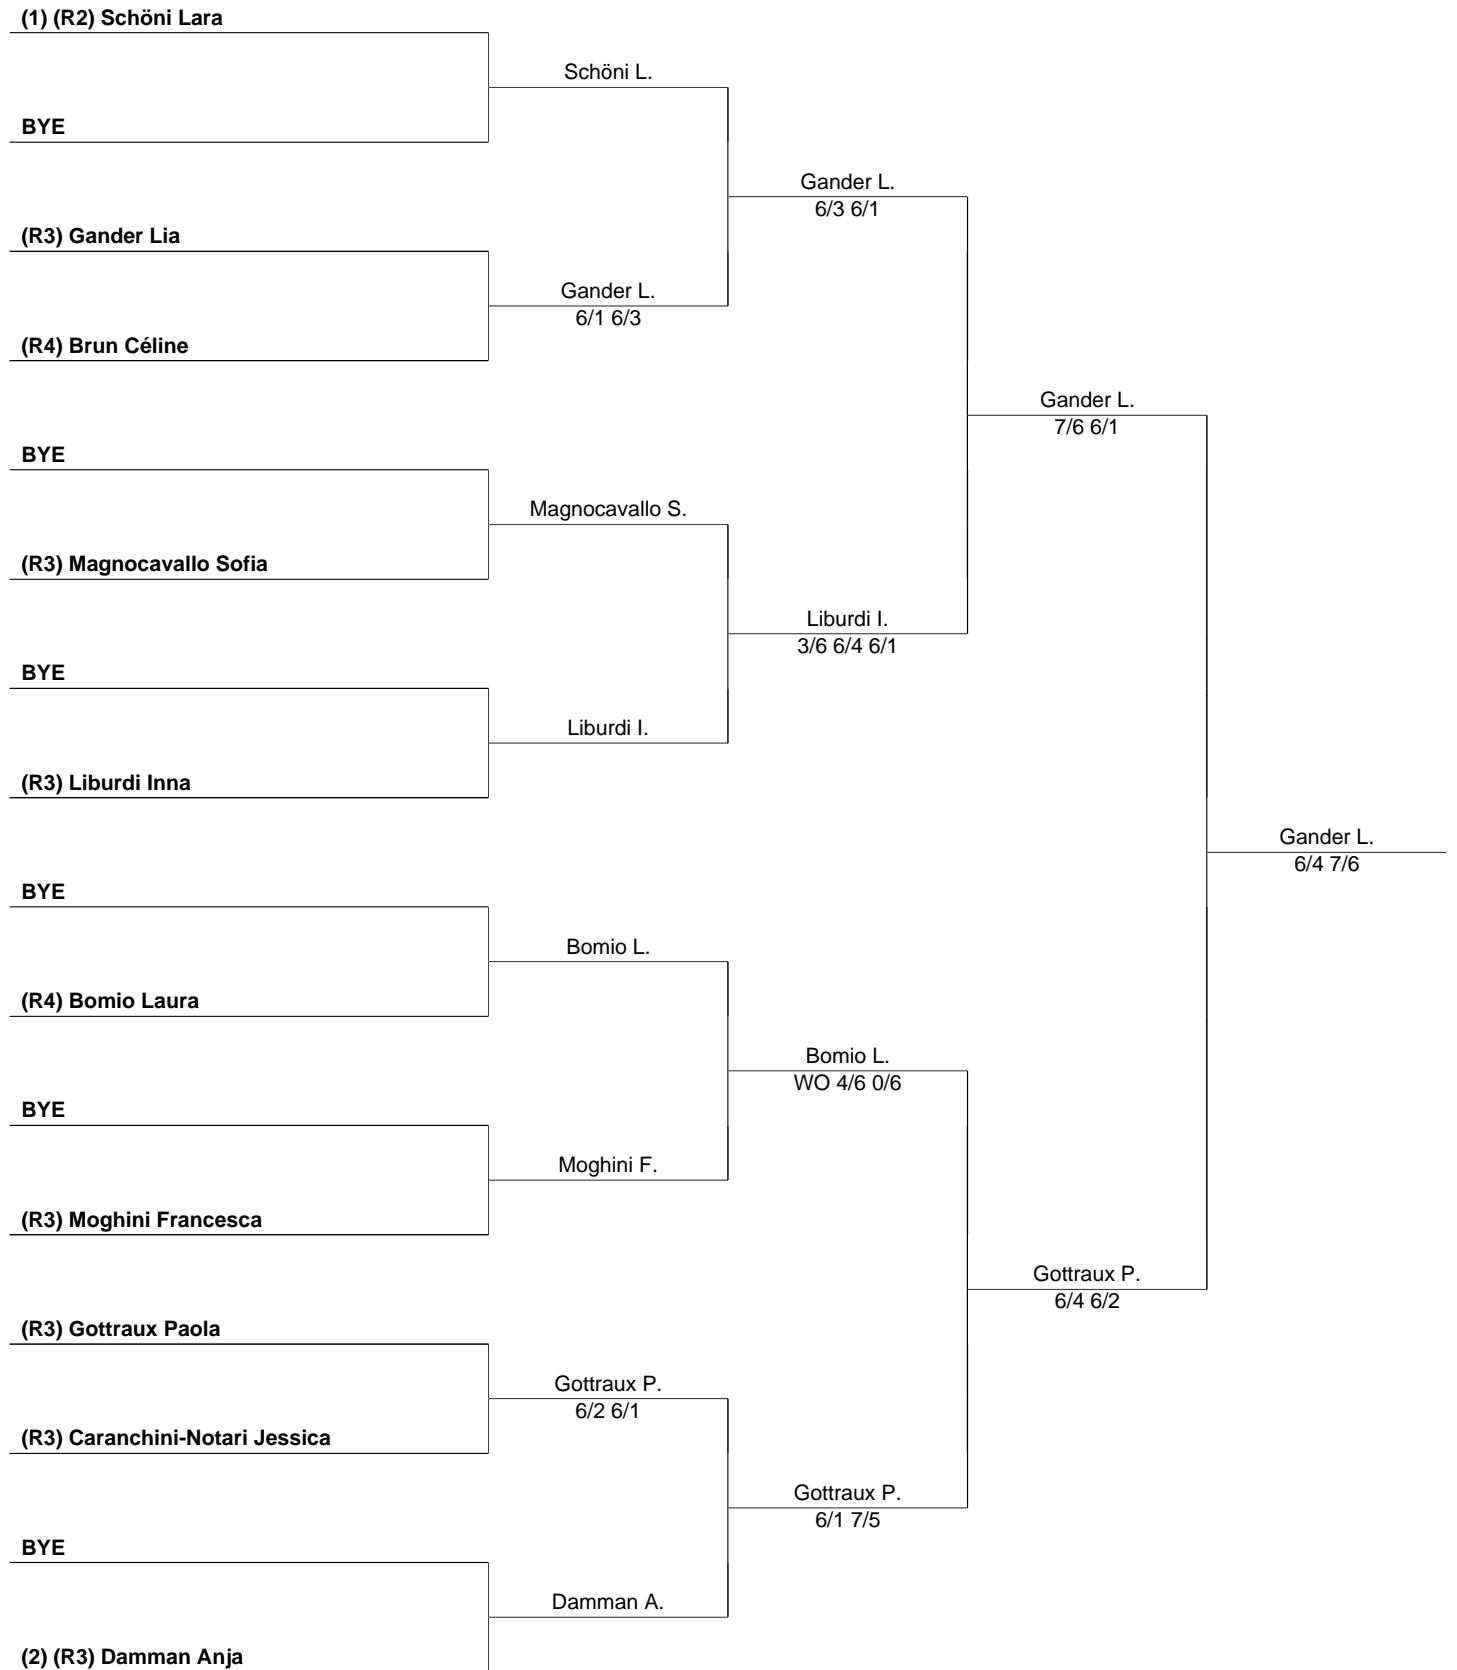 (1) (R2) Schöni Lara
Schöni L.
BYE
Gander L.
6/3 6/1
(R3) Gander Lia
Gander L.
6/1 6/3
(R4) Brun Céline
Gander L.
7/6 6/1
BYE
Magnocavallo S.
(R3) Magnocavallo Sofia
Liburdi I.
3/6 6/4 6/1
BYE
Liburdi I.
(R3) Liburdi Inna
Gander L.
6/4 7/6
BYE
Bomio L.
(R4) Bomio Laura
Bomio L.
WO 4/6 0/6
BYE
Moghini F.
(R3) Moghini Francesca
Gottraux P.
6/4 6/2
(R3) Gottraux Paola
Gottraux P.
6/2 6/1
(R3) Caranchini-Notari Jessica
Gottraux P.
6/1 7/5
BYE
Damman A.
(2) (R3) Damman Anja